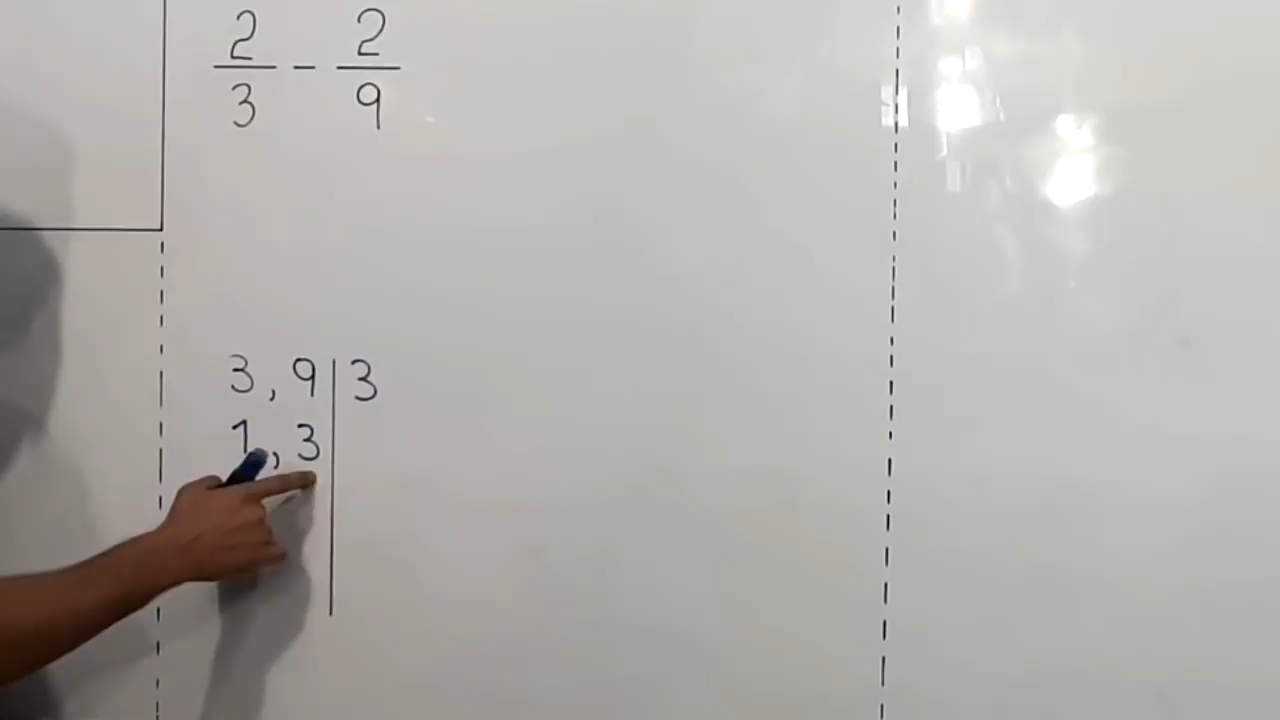 2/3 - 2/9
3, 9 | 3
1, 3 |